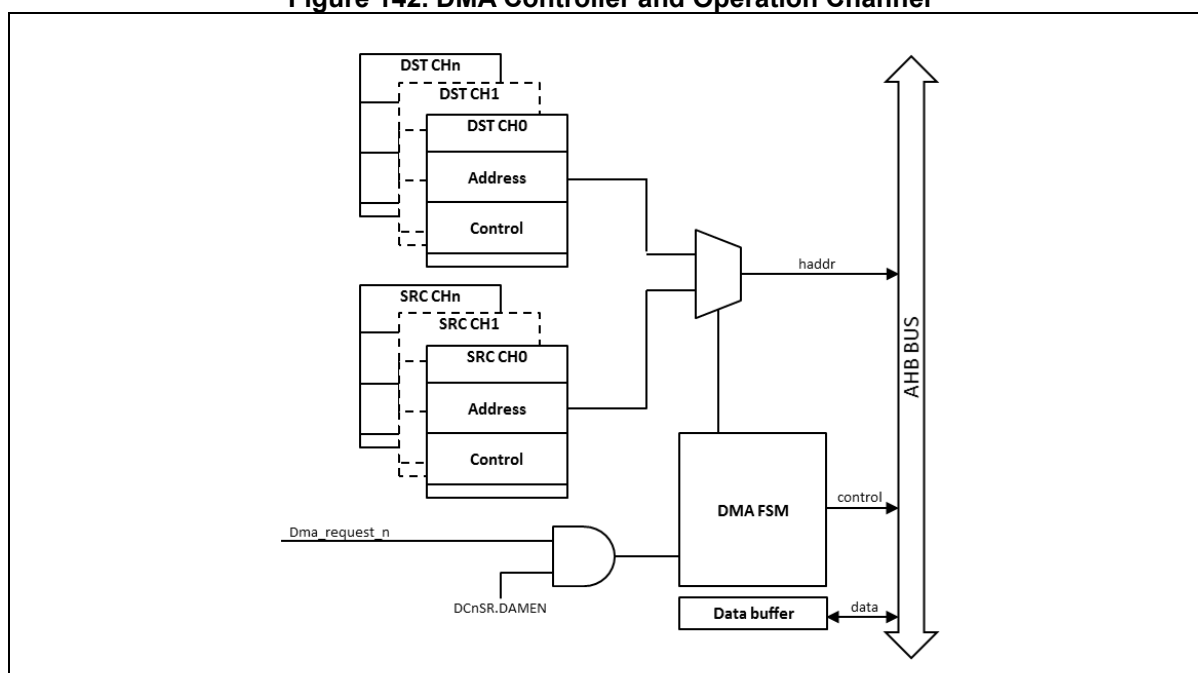 Figure 142. DMA Controller and Operation Channel
DST CHn
DST CH1
DST CH0
Address
Control
haddr
SRC CHn
SRC CH1
SRC CH0
Address
Control
AHB BUS
DMA FSM
control
Dma_request_n
DCnSR.DAMEN
Data buffer
data